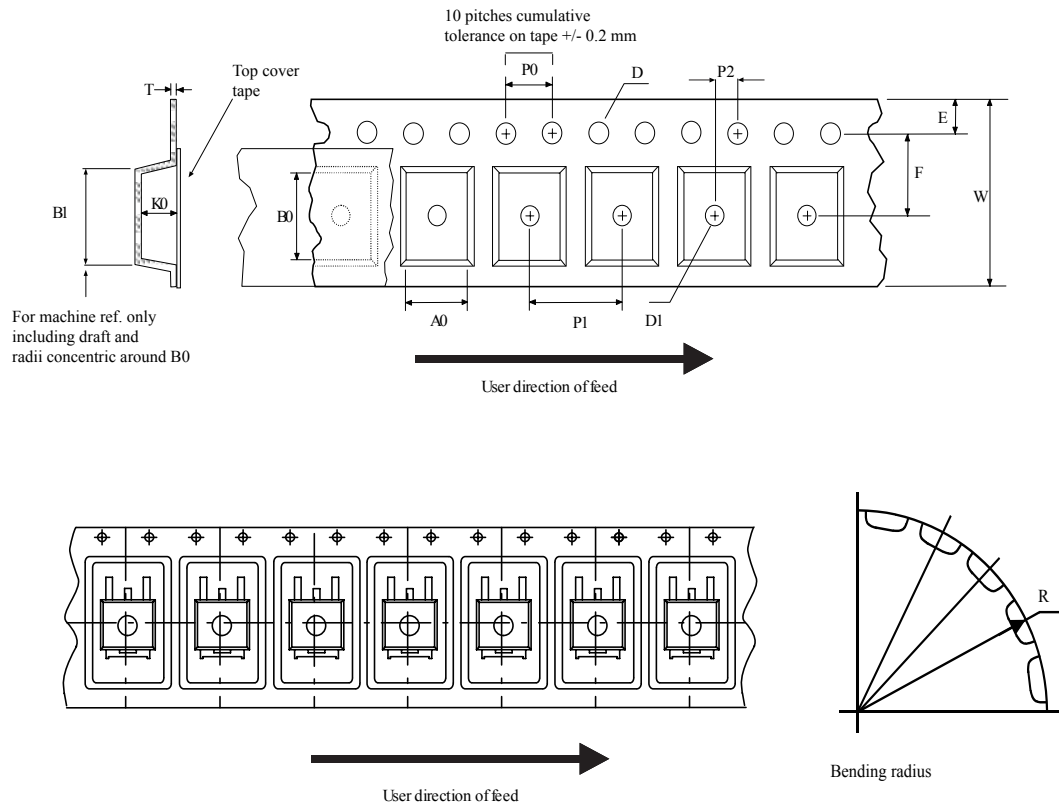 10 pitches cumulative
tolerance on tape +/- 0.2 mm
Top cover
tape
T
P0
D
P2
E
F
W
B1
K0
B0
For machine ref. only
including draft and
radii concentric around B0
A0
P1
D1
User direction of feed
R
Bending radius
User direction of feed